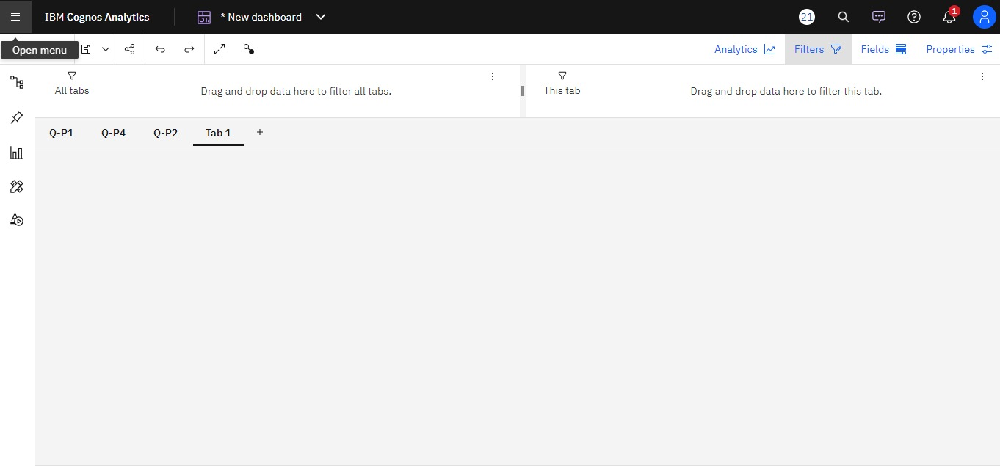 IBM Cognos Analytics
* New dashboard
21
1
Open menu
Analytics
Filters
Fields
Properties
All tabs
Drag and drop data here to filter all tabs.
This tab
Drag and drop data here to filter this tab.
Q-P1
Q-P4
Q-P2
Tab 1
+